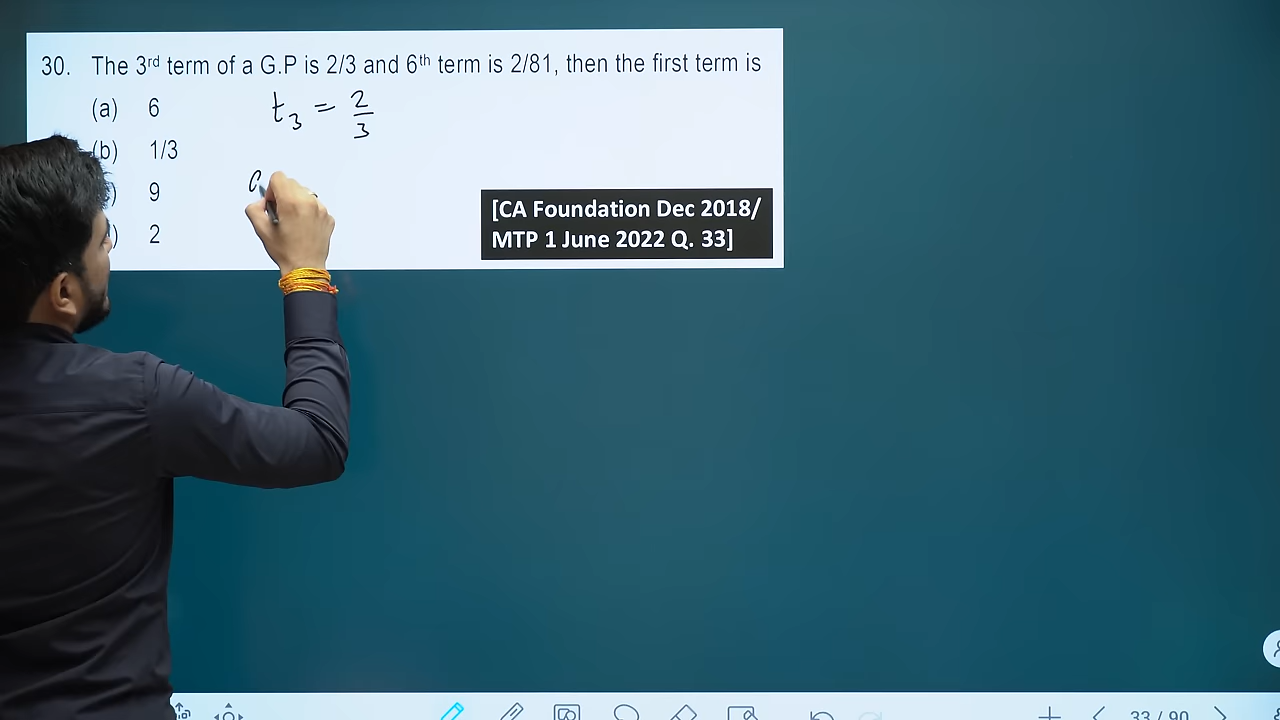 30. The 3rd term of a G.P is 2/3 and 6th term is 2/81, then the first term is
(a) 6
t3 = 2/3
(b) 1/3
) 9
) 2
[CA Foundation Dec 2018/
MTP 1 June 2022 Q. 33]
33 / 90